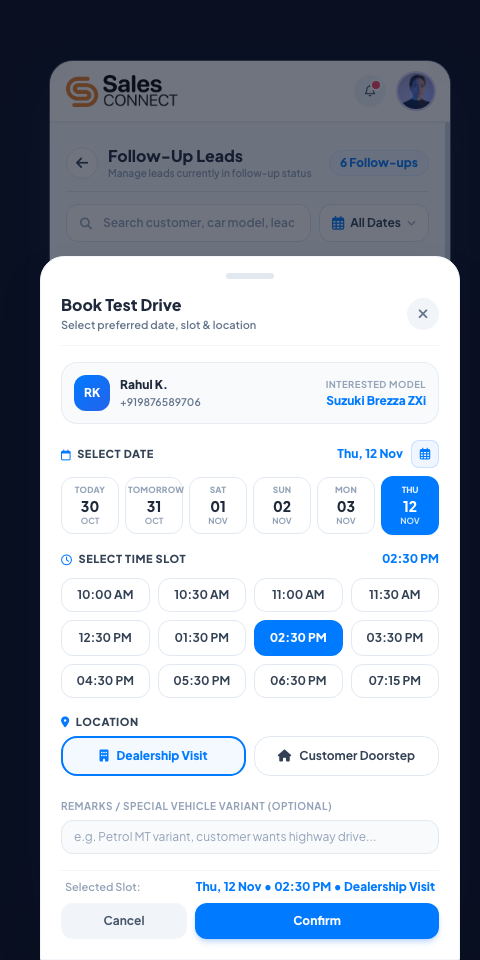 Sales
CONNECT
Follow-Up Leads
Manage leads currently in follow-up status
6 Follow-ups
Search customer, car model, leac
All Dates
Book Test Drive
Select preferred date, slot & location
RK
Rahul K.
+919876589706
INTERESTED MODEL
Suzuki Brezza ZXi
SELECT DATE
Thu, 12 Nov
TODAY
30
OCT
TOMORROW
31
OCT
SAT
01
NOV
SUN
02
NOV
MON
03
NOV
THU
12
NOV
SELECT TIME SLOT
02:30 PM
10:00 AM
10:30 AM
11:00 AM
11:30 AM
12:30 PM
01:30 PM
02:30 PM
03:30 PM
04:30 PM
05:30 PM
06:30 PM
07:15 PM
LOCATION
Dealership Visit
Customer Doorstep
REMARKS / SPECIAL VEHICLE VARIANT (OPTIONAL)
e.g. Petrol MT variant, customer wants highway drive...
Selected Slot:
Thu, 12 Nov • 02:30 PM • Dealership Visit
Cancel
Confirm